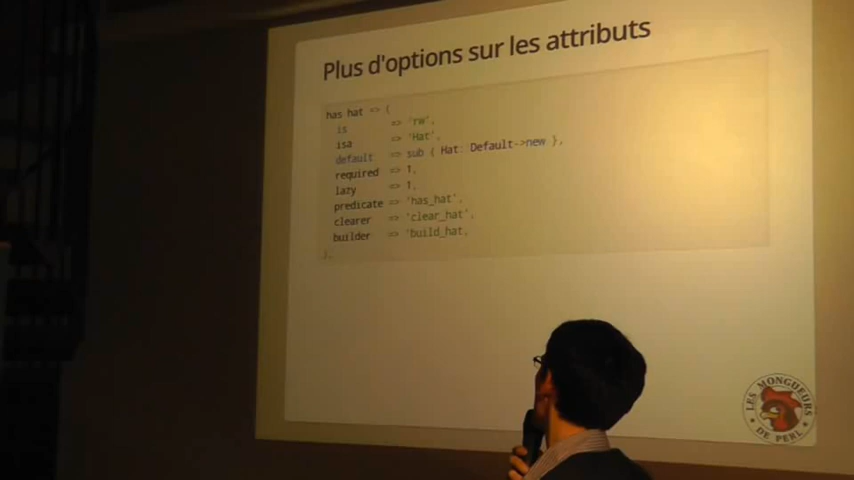 Plus d'options sur les attributs
has hat => (
is => 'rw',
isa => 'Hat',
default => sub { Hat::Default->new },
required => 1,
lazy => 1,
predicate => 'has_hat',
clearer => 'clear_hat',
builder => 'build_hat,
);
LES MONGUEURS
DE PERL